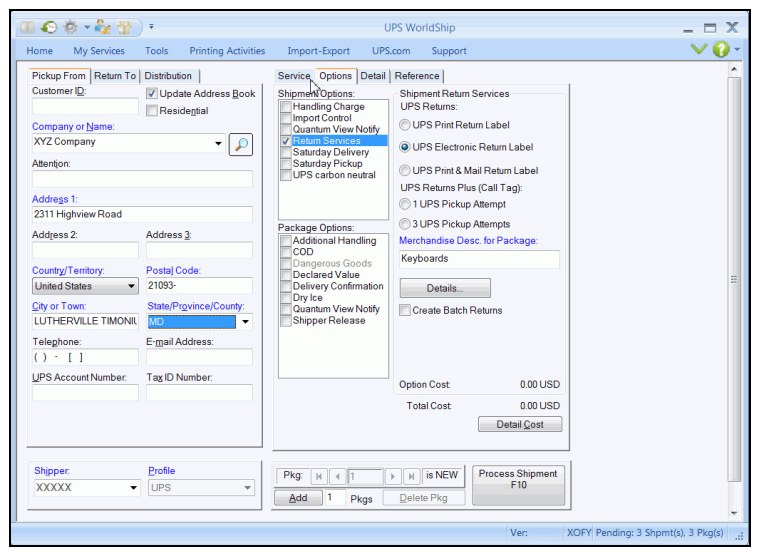 UPS WorldShip
Home My Services Tools Printing Activities Import-Export UPS.com Support
Pickup From Return To Distribution
Customer ID:
Update Address Book
Residential
Company or Name:
XYZ Company
Attention:
Address 1:
2311 Highview Road
Address 2: Address 3:
Country/Territory: Postal Code:
United States 21093-
City or Town: State/Province/County:
LUTHERVILLE TIMONIU MD
Telephone: E-mail Address:
( ) - [ ]
UPS Account Number: Tax ID Number:
Shipper: Profile
XXXXX UPS
Service Options Detail Reference
Shipment Options:
Handling Charge
Import Control
Quantum View Notify
Return Services
Saturday Delivery
Saturday Pickup
UPS carbon neutral
Package Options:
Additional Handling
COD
Dangerous Goods
Declared Value
Delivery Confirmation
Dry Ice
Quantum View Notify
Shipper Release
Shipment Return Services
UPS Returns:
UPS Print Return Label
UPS Electronic Return Label
UPS Print & Mail Return Label
UPS Returns Plus (Call Tag):
1 UPS Pickup Attempt
3 UPS Pickup Attempts
Merchandise Desc. for Package:
Keyboards
Details...
Create Batch Returns
Option Cost: 0.00 USD
Total Cost: 0.00 USD
Detail Cost
Pkg: 1 is NEW
Add 1 Pkgs Delete Pkg
Process Shipment
F10
Ver: XOFY Pending: 3 Shpmt(s), 3 Pkg(s)